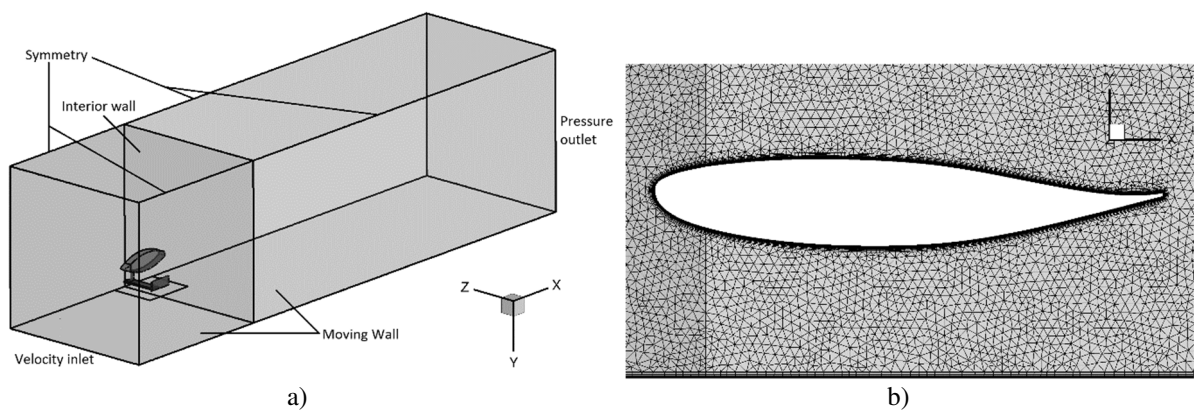 Symmetry
Interior wall
Pressure
outlet
Z
X
Y
Moving Wall
Velocity inlet
X
a)
b)